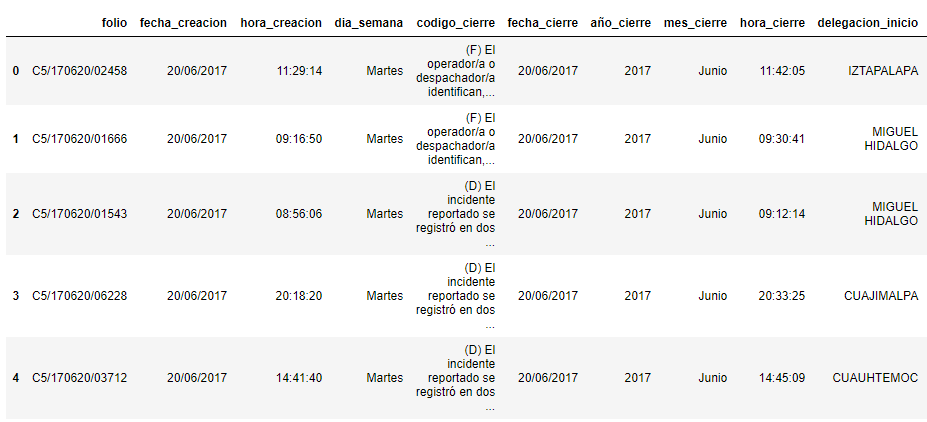 folio fecha_creacion hora_creacion dia_semana codigo_cierre fecha_cierre año_cierre mes_cierre hora_cierre delegacion_inicio
0 C5/170620/02458 20/06/2017 11:29:14 Martes (F) El operador/a o despachador/a identifican,... 20/06/2017 2017 Junio 11:42:05 IZTAPALAPA
1 C5/170620/01666 20/06/2017 09:16:50 Martes (F) El operador/a o despachador/a identifican,... 20/06/2017 2017 Junio 09:30:41 MIGUEL HIDALGO
2 C5/170620/01543 20/06/2017 08:56:06 Martes (D) El incidente reportado se registró en dos ... 20/06/2017 2017 Junio 09:12:14 MIGUEL HIDALGO
3 C5/170620/06228 20/06/2017 20:18:20 Martes (D) El incidente reportado se registró en dos ... 20/06/2017 2017 Junio 20:33:25 CUAJIMALPA
4 C5/170620/03712 20/06/2017 14:41:40 Martes (D) El incidente reportado se registró en dos ... 20/06/2017 2017 Junio 14:45:09 CUAUHTEMOC